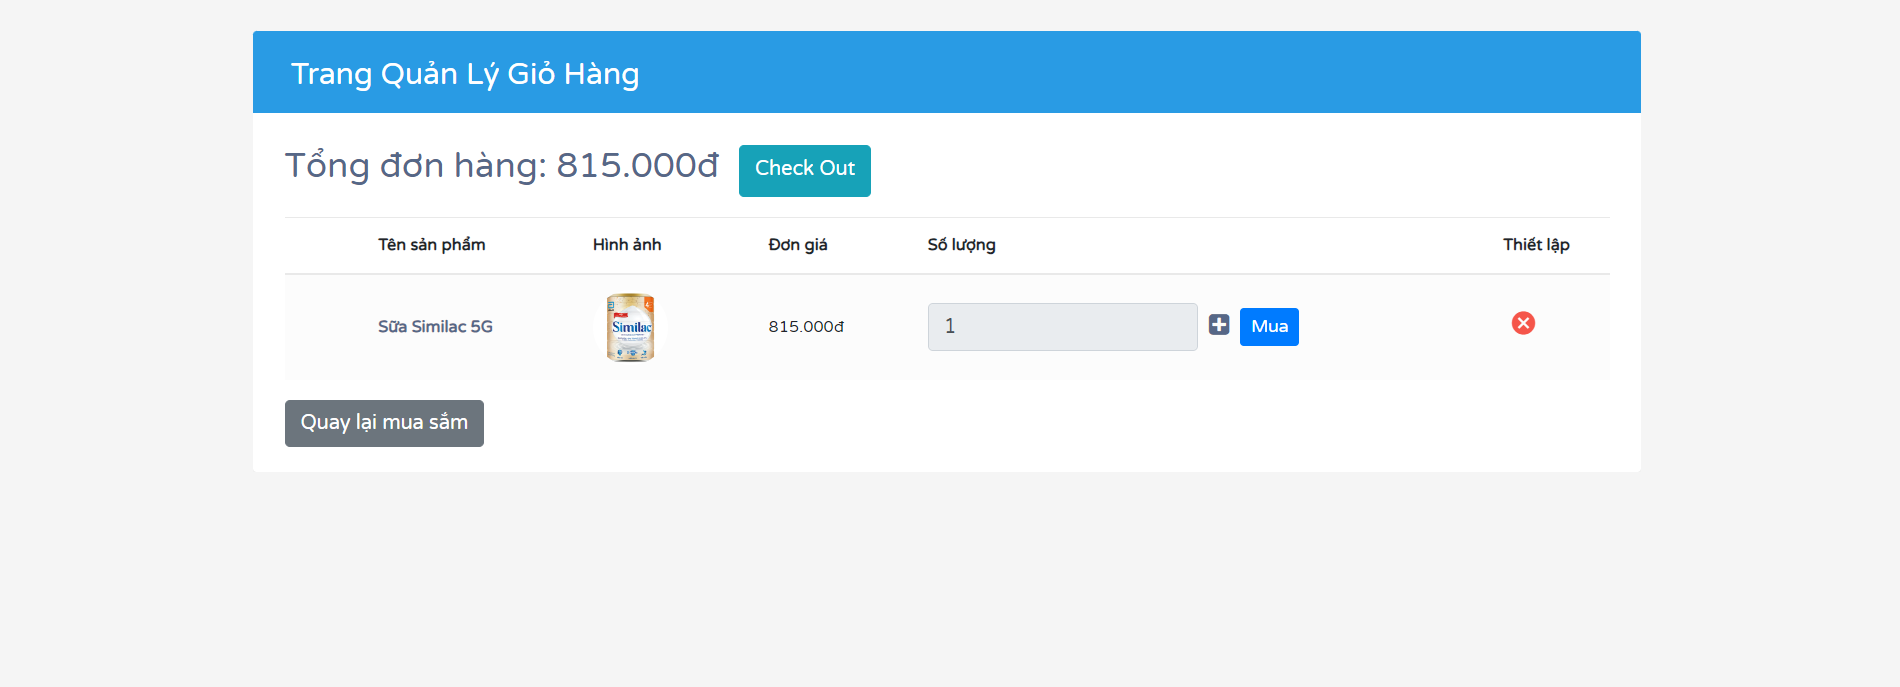 Trang Quản Lý Giỏ Hàng
Tổng đơn hàng: 815.000đ Check Out
Tên sản phẩm Hình ảnh Đơn giá Số lượng Thiết lập
Sữa Similac 5G Similac 815.000đ 1 Mua
Quay lại mua sắm